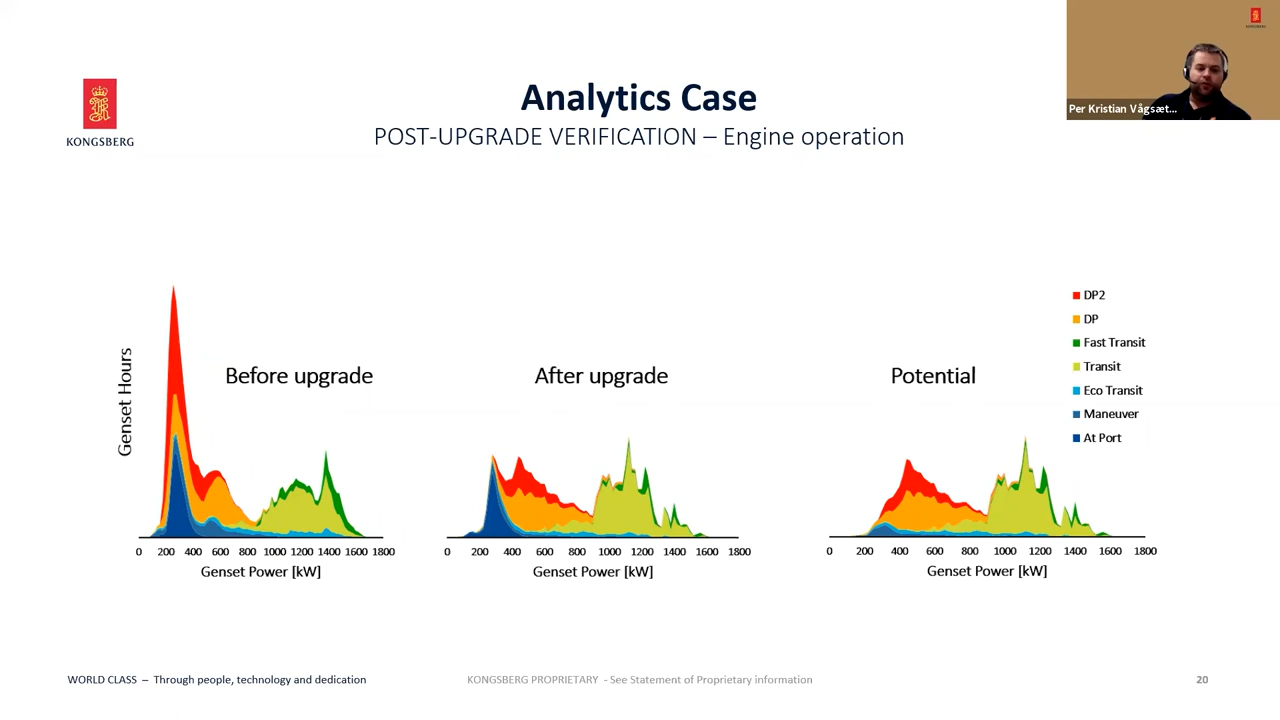 KONGSBERG
Per Kristian Vågsæt...
KONGSBERG
Analytics Case
POST-UPGRADE VERIFICATION – Engine operation
Genset Hours
Before upgrade
0 200 400 600 800 1000 1200 1400 1600 1800
Genset Power [kW]
After upgrade
0 200 400 600 800 1000 1200 1400 1600 1800
Genset Power [kW]
Potential
0 200 400 600 800 1000 1200 1400 1600 1800
Genset Power [kW]
DP2
DP
Fast Transit
Transit
Eco Transit
Maneuver
At Port
WORLD CLASS – Through people, technology and dedication
KONGSBERG PROPRIETARY - See Statement of Proprietary information
20